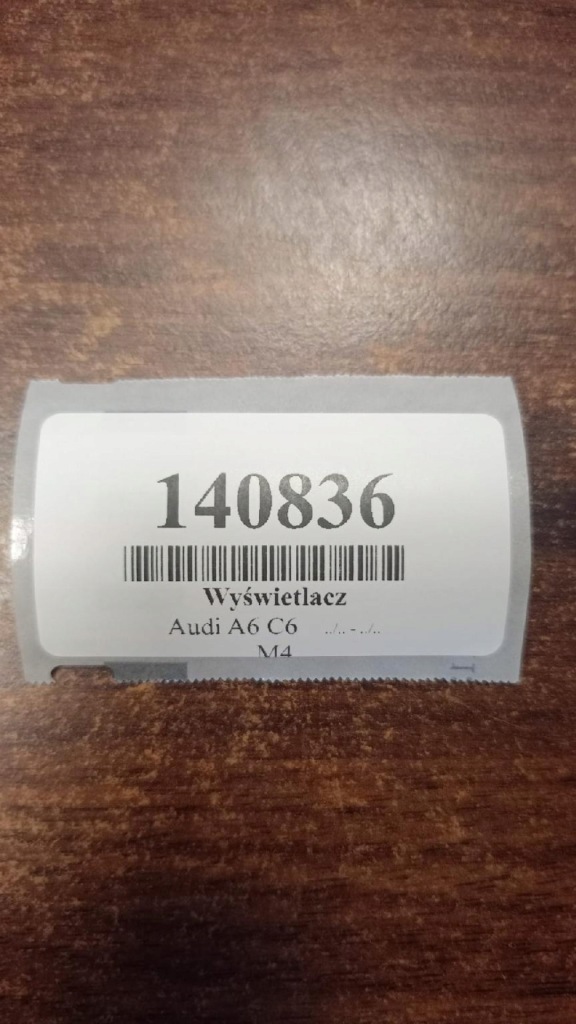 140836
Wyświetlacz
Audi A6 C6 ../.. - ../..
M4